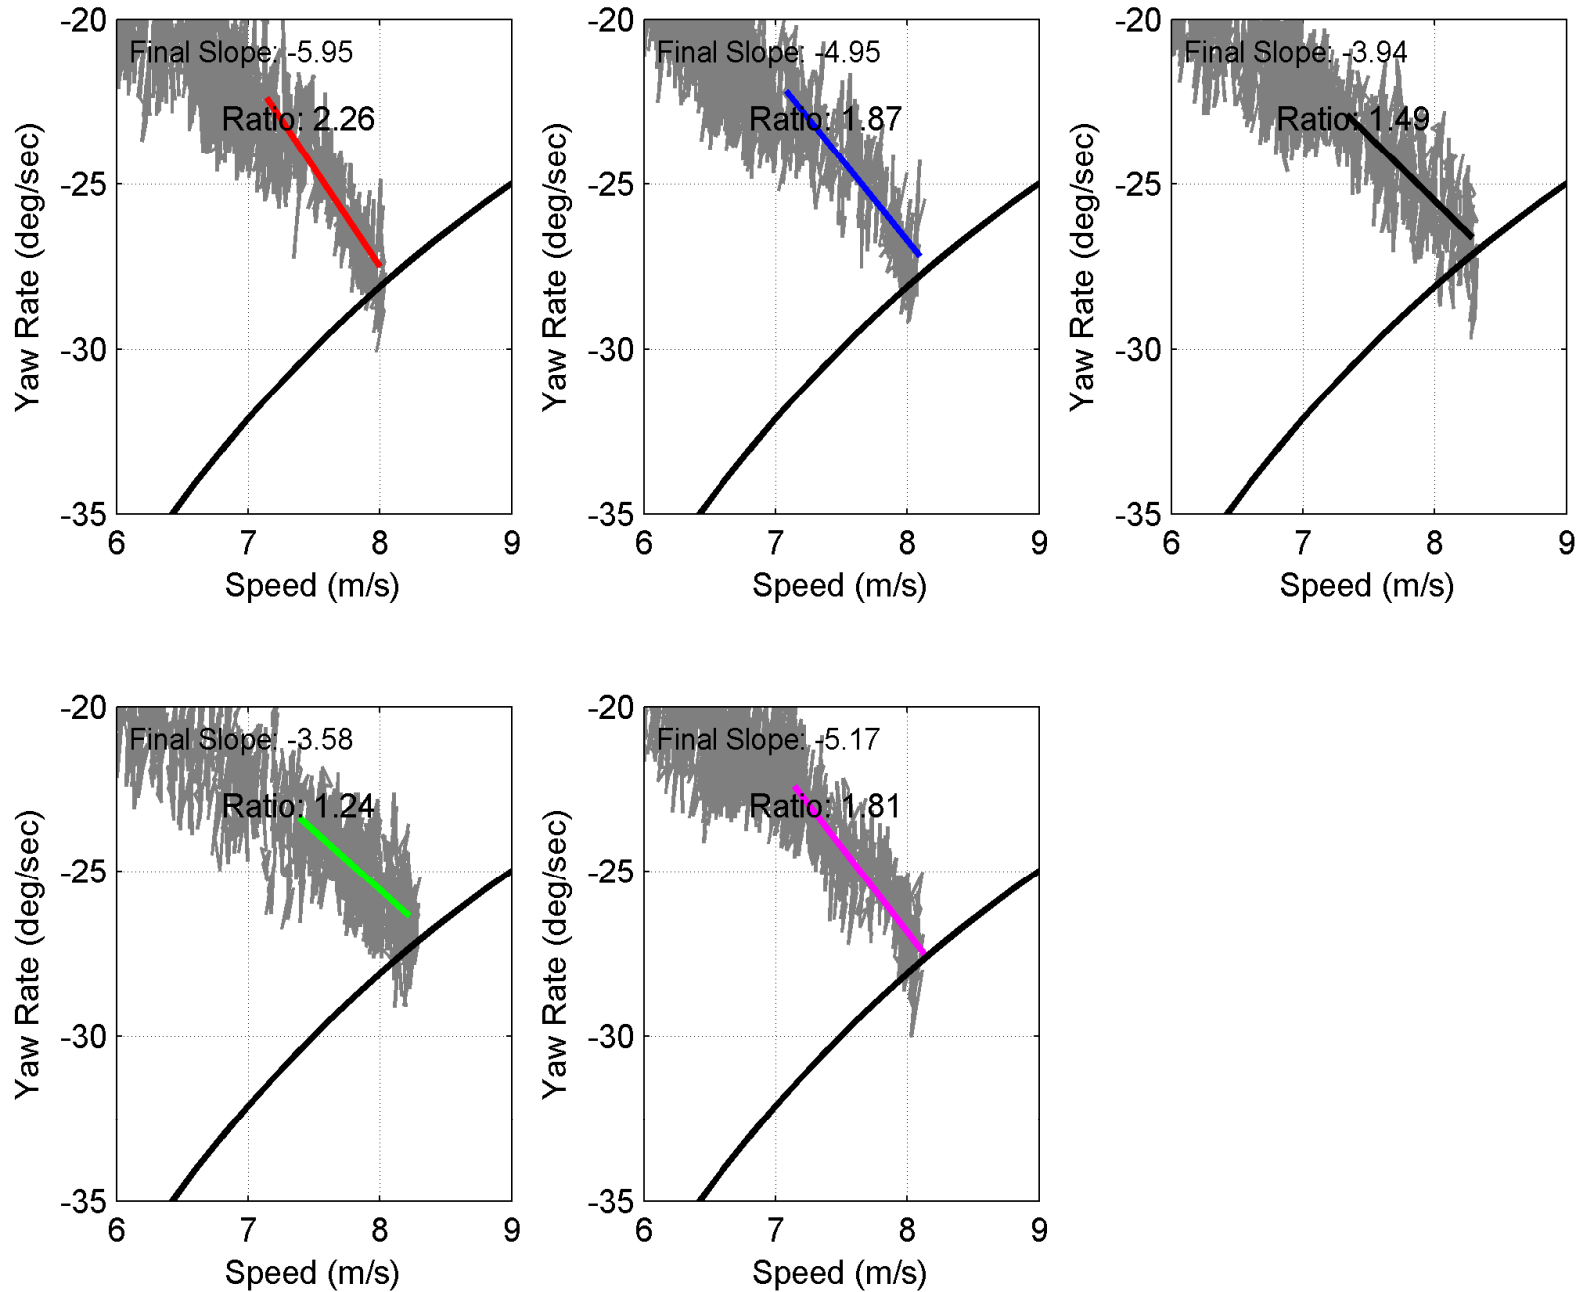 -20
-25
-30
-35
6 7 8 9
Speed (m/s)
Yaw Rate (deg/sec)
Final Slope: -5.95
Ratio: 2.26
-20
-25
-30
-35
6 7 8 9
Speed (m/s)
Yaw Rate (deg/sec)
Final Slope: -4.95
Ratio: 1.87
-20
-25
-30
-35
6 7 8 9
Speed (m/s)
Yaw Rate (deg/sec)
Final Slope: -3.94
Ratio: 1.49
-20
-25
-30
-35
6 7 8 9
Speed (m/s)
Yaw Rate (deg/sec)
Final Slope: -3.58
Ratio: 1.24
-20
-25
-30
-35
6 7 8 9
Speed (m/s)
Yaw Rate (deg/sec)
Final Slope: -5.17
Ratio: 1.81